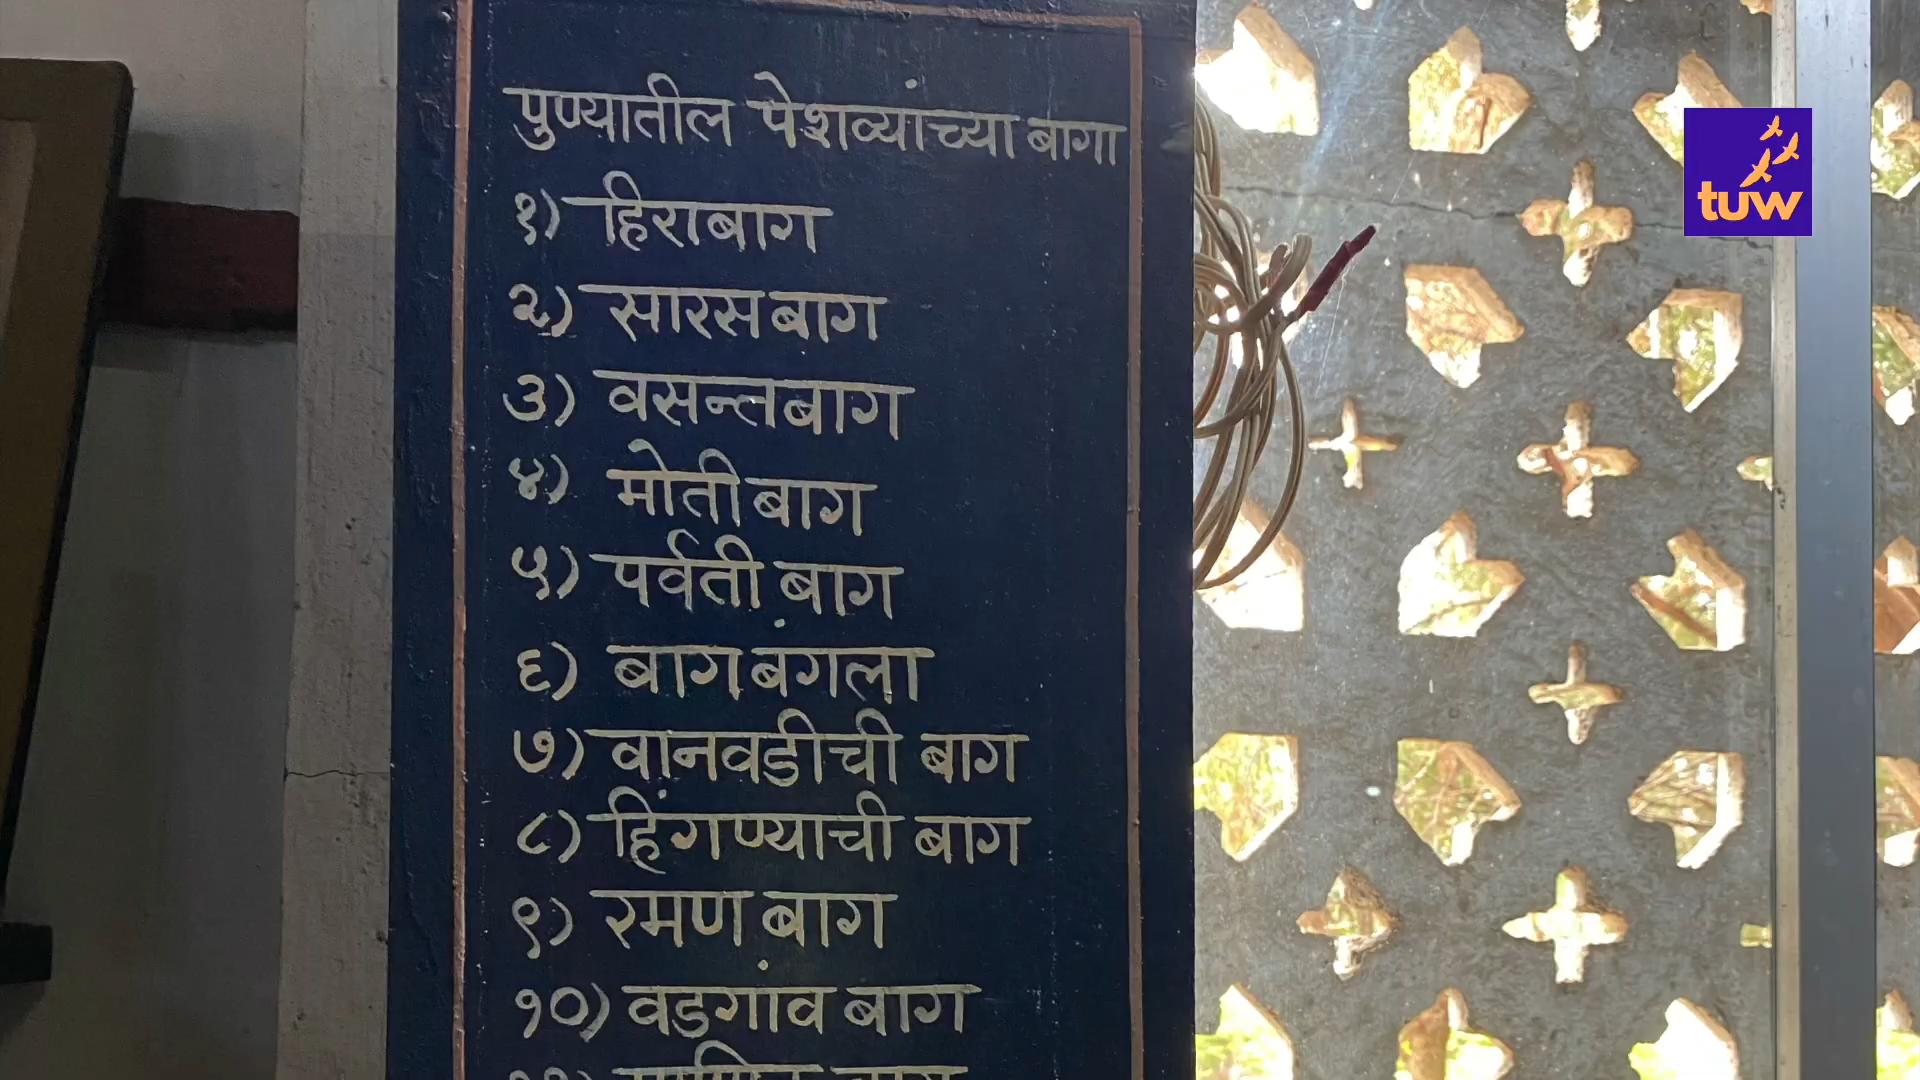 पुण्यातील पेशव्यांच्या बागा
१) हिराबाग
२) सारसबाग
३) वसन्तबाग
४) मोतीबाग
५) पर्वती बाग
६) बाग बंगला
७) वानवडीची बाग
८) हिंगण्याची बाग
९) रमण बाग
१०) वडगांव बाग
tuw